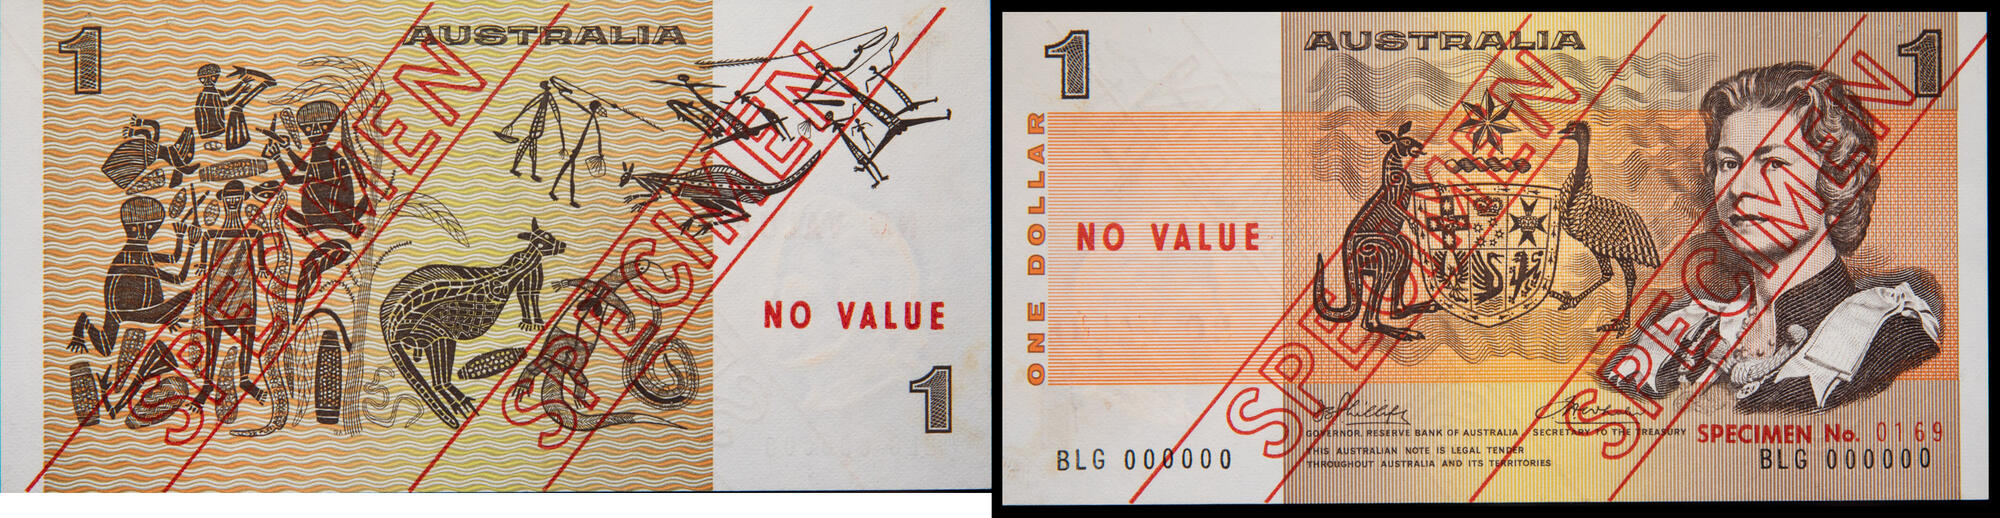 1
AUSTRALIA
SPECIMEN
SPECIMEN
NO VALUE
1
1
AUSTRALIA
1
ONE DOLLAR
NO VALUE
SPECIMEN
SPECIMEN
GOVERNOR, RESERVE BANK OF AUSTRALIA SECRETARY TO THE TREASURY
THIS AUSTRALIAN NOTE IS LEGAL TENDER
THROUGHOUT AUSTRALIA AND ITS TERRITORIES
SPECIMEN No. 0169
BLG 000000
BLG 000000